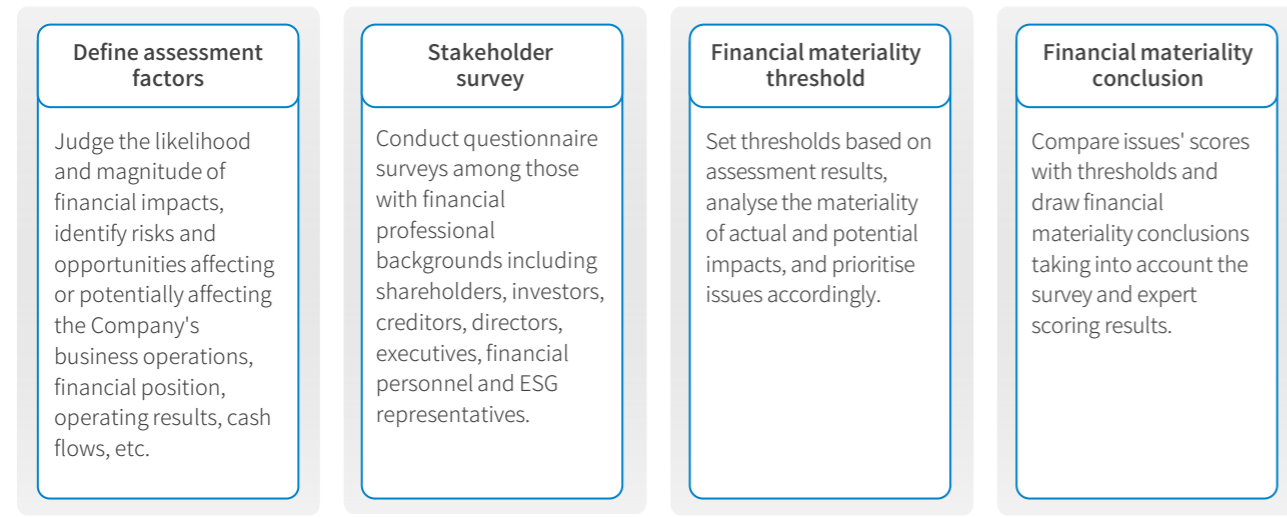 Define assessment
factors
Judge the likelihood
and magnitude of
financial impacts,
identify risks and
opportunities affecting
or potentially affecting
the Company's
business operations,
financial position,
operating results, cash
flows, etc.
Stakeholder
survey
Conduct questionnaire
surveys among those
with financial
professional
backgrounds including
shareholders, investors,
creditors, directors,
executives, financial
personnel and ESG
representatives.
Financial materiality
threshold
Set thresholds based on
assessment results,
analyse the materiality
of actual and potential
impacts, and prioritise
issues accordingly.
Financial materiality
conclusion
Compare issues' scores
with thresholds and
draw financial
materiality conclusions
taking into account the
survey and expert
scoring results.